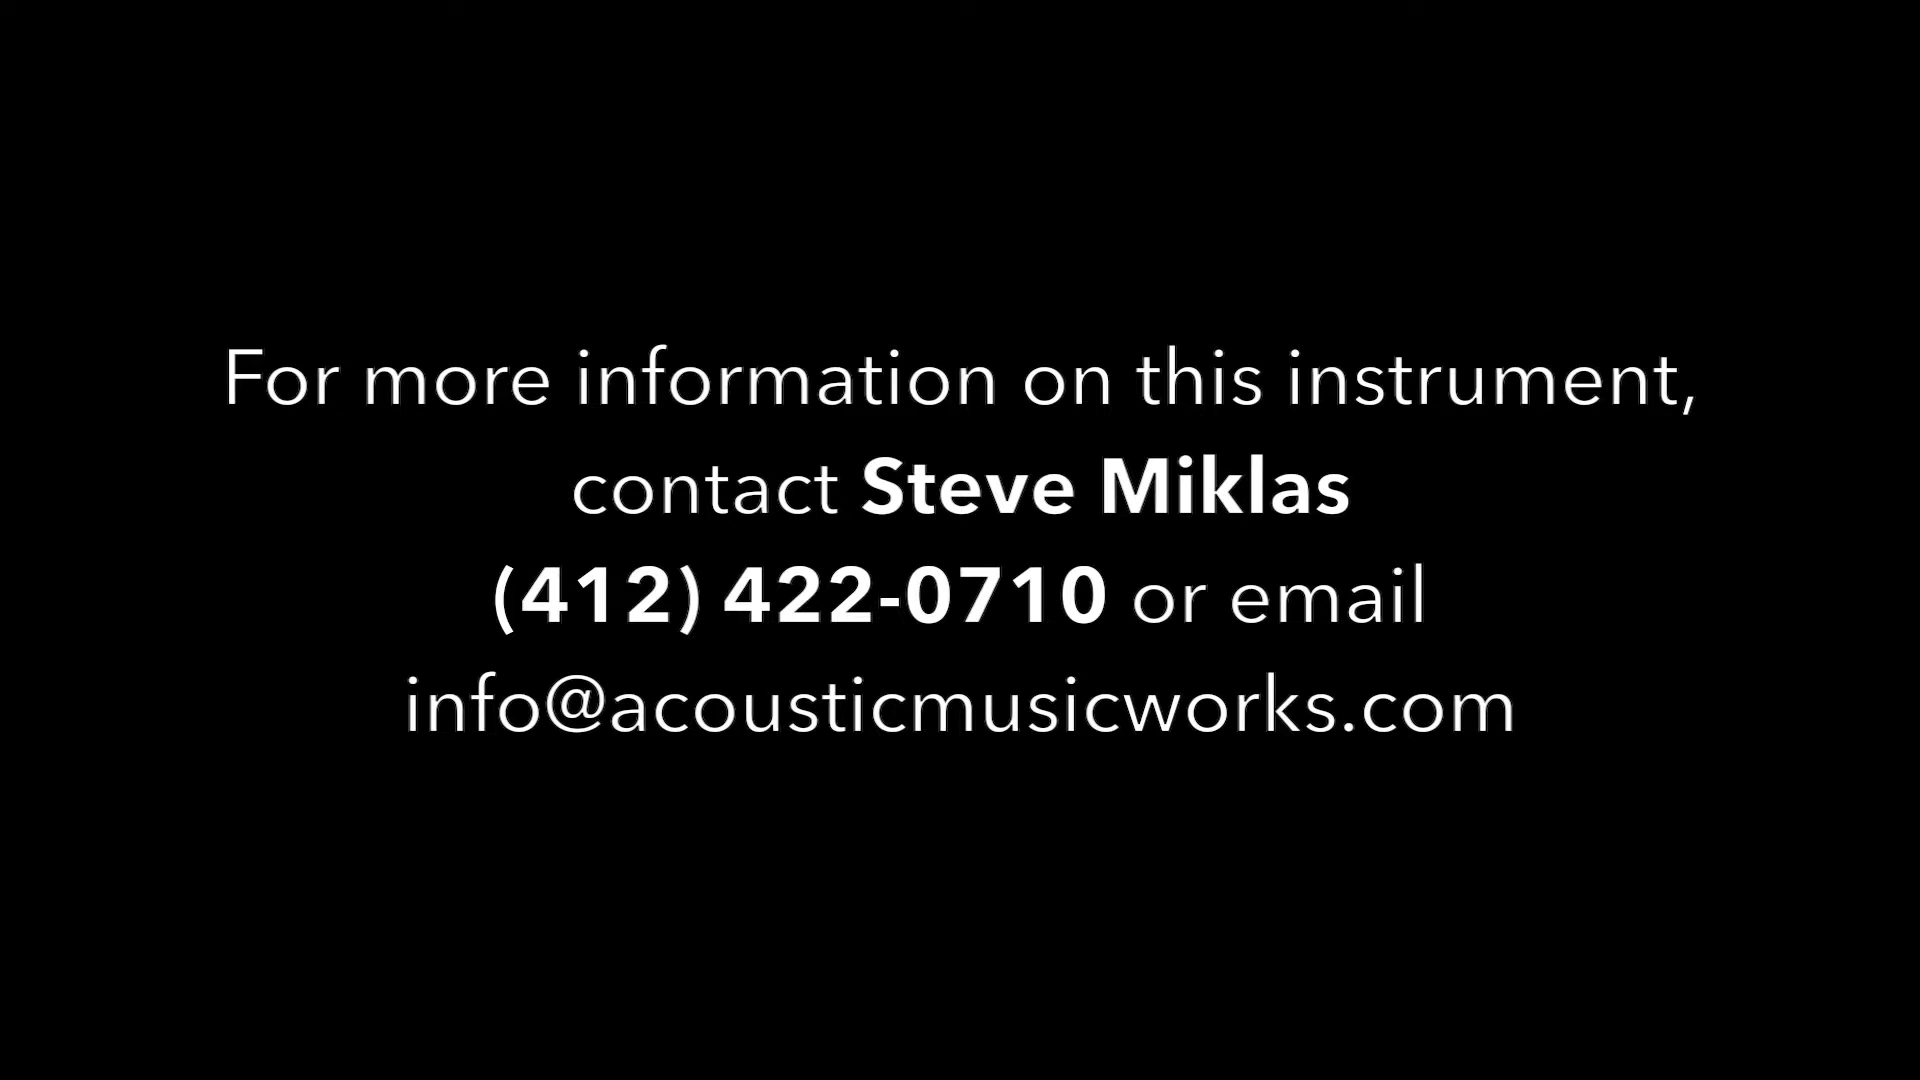 For more information on this instrument,
contact Steve Miklas
(412) 422-0710 or email
info@acousticmusicworks.com